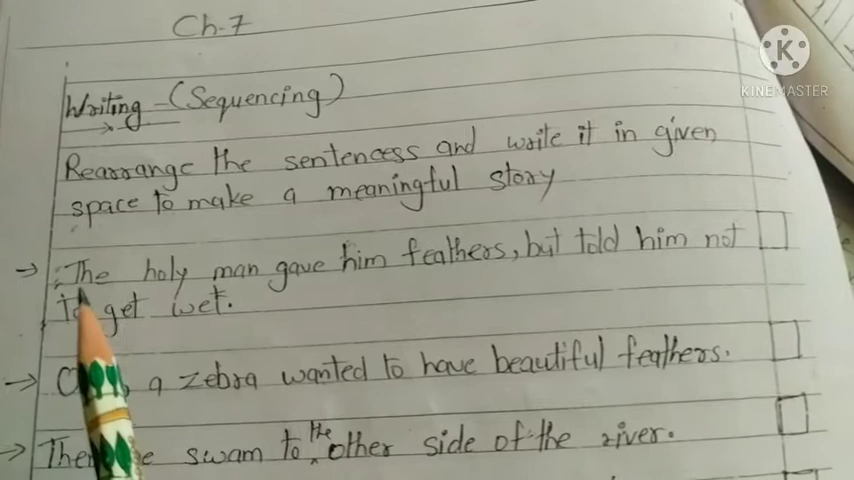 Ch-7
K
KINEMASTER
Writing - (Sequencing)
Rearrange the sentencess and write it in given
space to make a meaningful story
→ The holy man gave him feathers, but told him not
to get wet.
→ a zebra wanted to have beautiful feathers.
→ swam to the other side of the river.